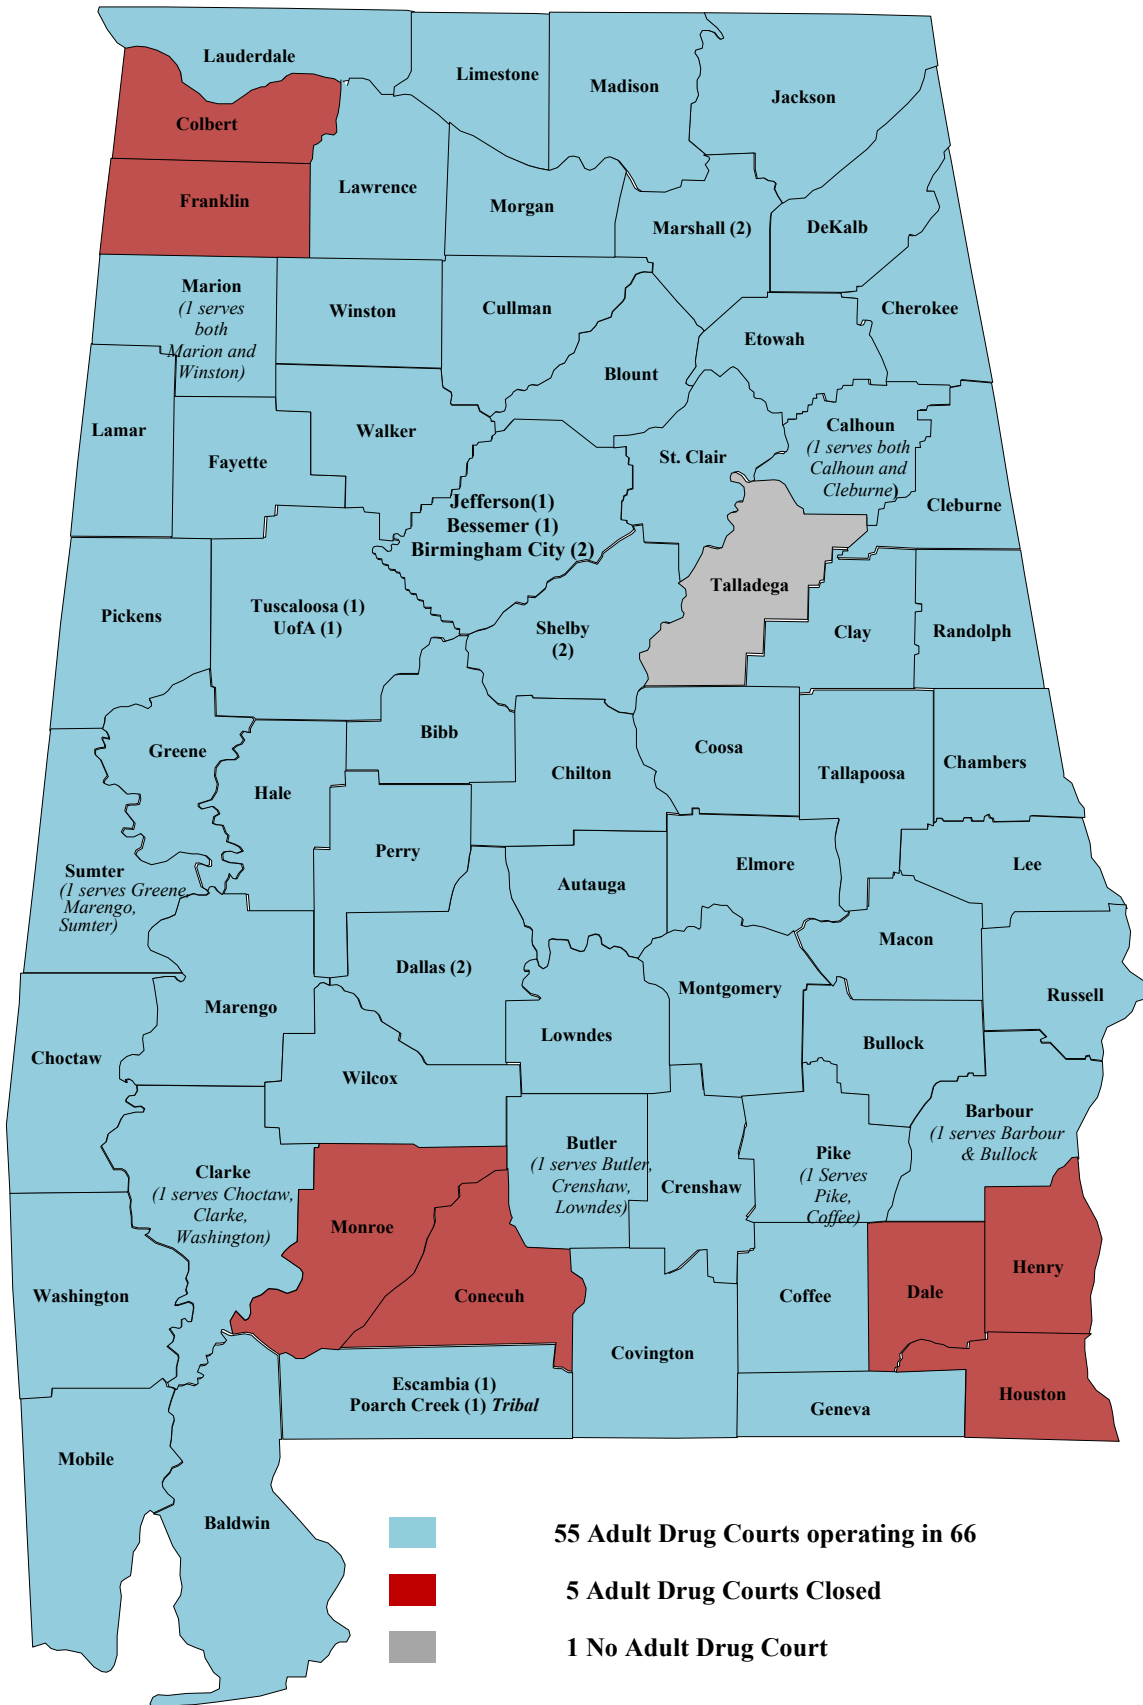 Lauderdale
Limestone
Madison
Jackson
Colbert
Franklin
Lawrence
Morgan
Marshall (2)
DeKalb
Marion
(1 serves
both
Marion and
Winston)
Winston
Cullman
Cherokee
Etowah
Blount
Lamar
Fayette
Walker
St. Clair
Calhoun
(1 serves both
Calhoun and
Cleburne)
Cleburne
Jefferson(1)
Bessemer (1)
Birmingham City (2)
Talladega
Pickens
Tuscaloosa (1)
UofA (1)
Shelby
(2)
Clay
Randolph
Greene
Hale
Bibb
Chilton
Coosa
Tallapoosa
Chambers
Sumter
(1 serves Greene,
Marengo,
Sumter)
Perry
Autauga
Elmore
Lee
Macon
Russell
Dallas (2)
Montgomery
Marengo
Choctaw
Wilcox
Lowndes
Bullock
Barbour
(1 serves Barbour
& Bullock
Clarke
(1 serves Choctaw,
Clarke,
Washington)
Butler
(1 serves Butler,
Crenshaw,
Lowndes)
Crenshaw
Pike
(1 Serves
Pike,
Coffee)
Monroe
Conecuh
Washington
Coffee
Dale
Henry
Covington
Escambia (1)
Poarch Creek (1) Tribal
Geneva
Houston
Mobile
Baldwin
55 Adult Drug Courts operating in 66
5 Adult Drug Courts Closed
1 No Adult Drug Court